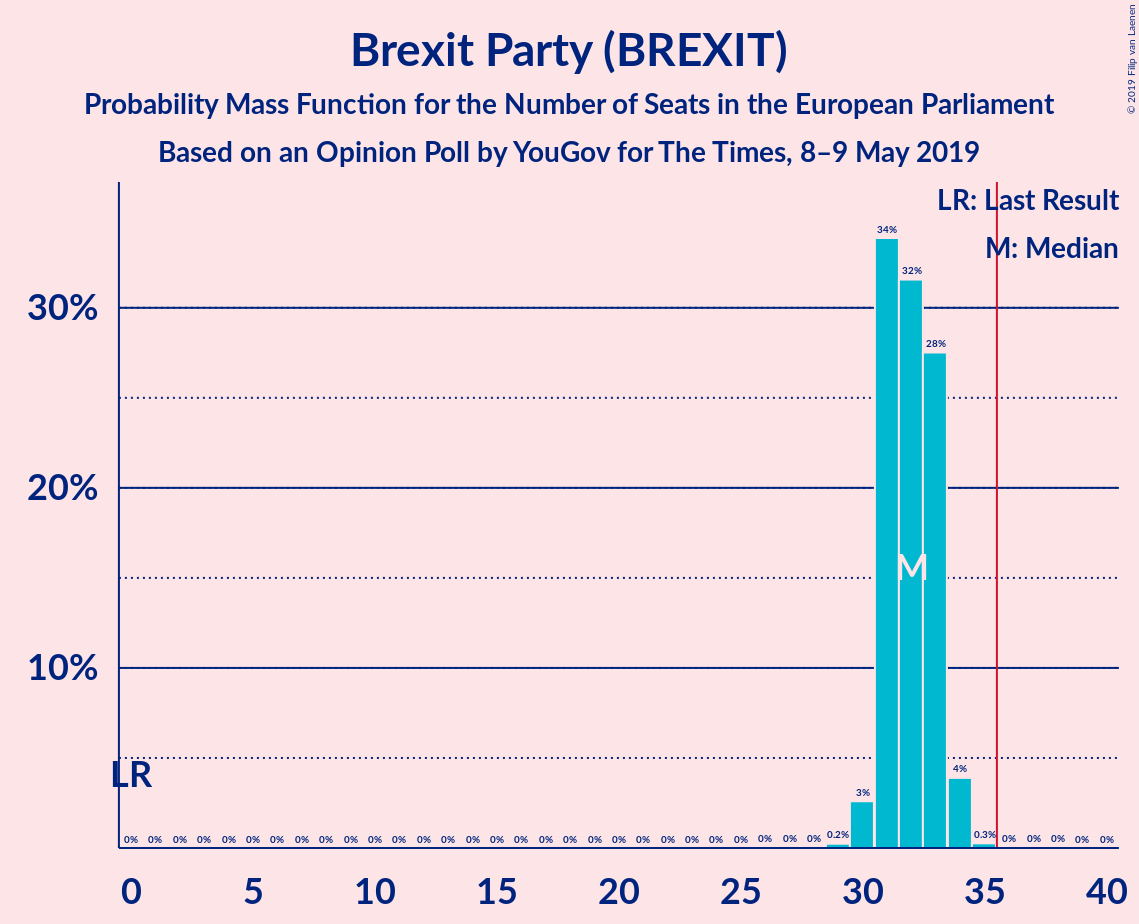 Brexit Party (BREXIT)
Probability Mass Function for the Number of Seats in the European Parliament
Based on an Opinion Poll by YouGov for The Times, 8–9 May 2019
© 2019 Filip van Laenen
LR: Last Result
M: Median
34%
32%
30%
28%
20%
M
10%
LR
4%
3%
0% 0% 0% 0% 0% 0% 0% 0% 0% 0% 0% 0% 0% 0% 0% 0% 0% 0% 0% 0% 0% 0% 0% 0% 0% 0% 0% 0% 0% 0.2% 0.3% 0% 0% 0% 0% 0%
0 5 10 15 20 25 30 35 40